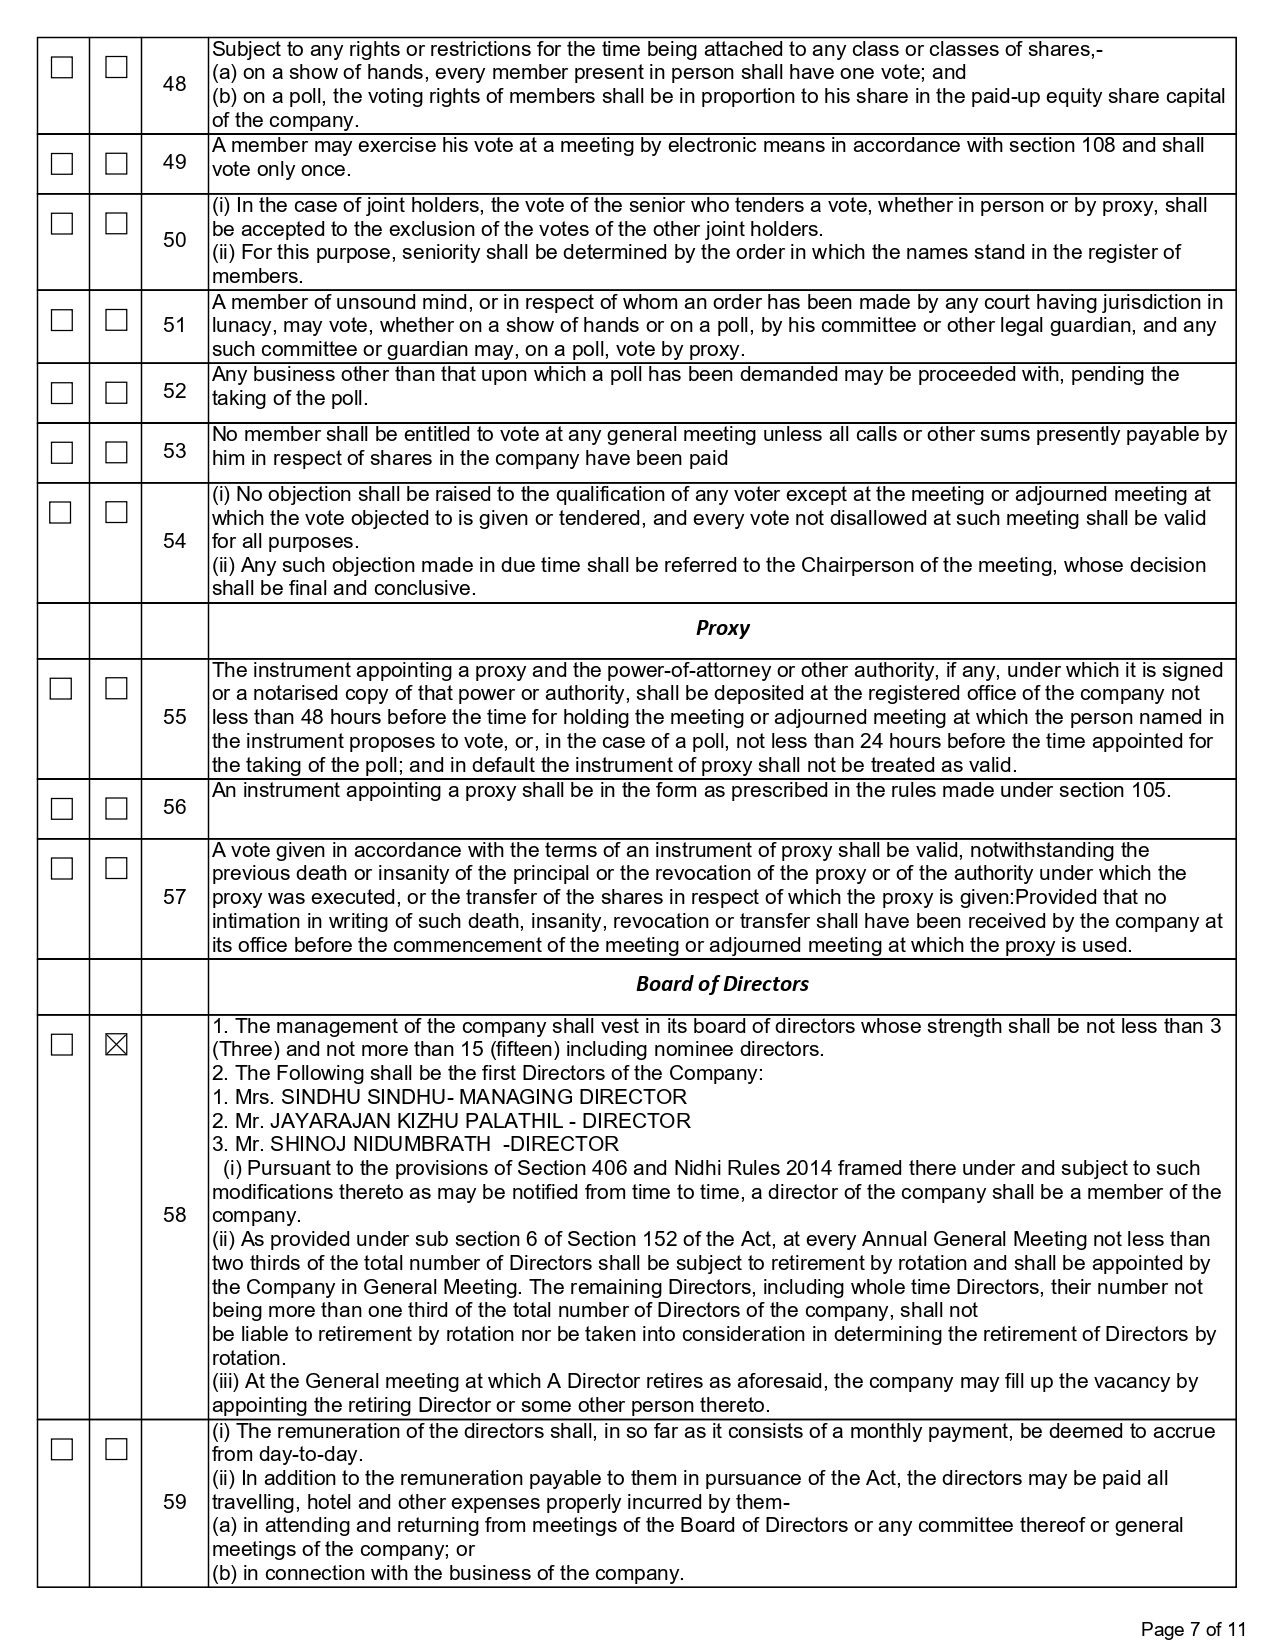 48
Subject to any rights or restrictions for the time being attached to any class or classes of shares,-
(a) on a show of hands, every member present in person shall have one vote; and
(b) on a poll, the voting rights of members shall be in proportion to his share in the paid-up equity share capital
of the company.
49
A member may exercise his vote at a meeting by electronic means in accordance with section 108 and shall
vote only once.
50
(i) In the case of joint holders, the vote of the senior who tenders a vote, whether in person or by proxy, shall
be accepted to the exclusion of the votes of the other joint holders.
(ii) For this purpose, seniority shall be determined by the order in which the names stand in the register of
members.
51
A member of unsound mind, or in respect of whom an order has been made by any court having jurisdiction in
lunacy, may vote, whether on a show of hands or on a poll, by his committee or other legal guardian, and any
such committee or guardian may, on a poll, vote by proxy.
52
Any business other than that upon which a poll has been demanded may be proceeded with, pending the
taking of the poll.
53
No member shall be entitled to vote at any general meeting unless all calls or other sums presently payable by
him in respect of shares in the company have been paid
54
(i) No objection shall be raised to the qualification of any voter except at the meeting or adjourned meeting at
which the vote objected to is given or tendered, and every vote not disallowed at such meeting shall be valid
for all purposes.
(ii) Any such objection made in due time shall be referred to the Chairperson of the meeting, whose decision
shall be final and conclusive.
Proxy
55
The instrument appointing a proxy and the power-of-attorney or other authority, if any, under which it is signed
or a notarised copy of that power or authority, shall be deposited at the registered office of the company not
less than 48 hours before the time for holding the meeting or adjourned meeting at which the person named in
the instrument proposes to vote, or, in the case of a poll, not less than 24 hours before the time appointed for
the taking of the poll; and in default the instrument of proxy shall not be treated as valid.
56
An instrument appointing a proxy shall be in the form as prescribed in the rules made under section 105.
57
A vote given in accordance with the terms of an instrument of proxy shall be valid, notwithstanding the
previous death or insanity of the principal or the revocation of the proxy or of the authority under which the
proxy was executed, or the transfer of the shares in respect of which the proxy is given:Provided that no
intimation in writing of such death, insanity, revocation or transfer shall have been received by the company at
its office before the commencement of the meeting or adjourned meeting at which the proxy is used.
Board of Directors
58
1. The management of the company shall vest in its board of directors whose strength shall be not less than 3
(Three) and not more than 15 (fifteen) including nominee directors.
2. The Following shall be the first Directors of the Company:
1. Mrs. SINDHU SINDHU- MANAGING DIRECTOR
2. Mr. JAYARAJAN KIZHU PALATHIL - DIRECTOR
3. Mr. SHINOJ NIDUMBRATH -DIRECTOR
(i) Pursuant to the provisions of Section 406 and Nidhi Rules 2014 framed there under and subject to such
modifications thereto as may be notified from time to time, a director of the company shall be a member of the
company.
(ii) As provided under sub section 6 of Section 152 of the Act, at every Annual General Meeting not less than
two thirds of the total number of Directors shall be subject to retirement by rotation and shall be appointed by
the Company in General Meeting. The remaining Directors, including whole time Directors, their number not
being more than one third of the total number of Directors of the company, shall not
be liable to retirement by rotation nor be taken into consideration in determining the retirement of Directors by
rotation.
(iii) At the General meeting at which A Director retires as aforesaid, the company may fill up the vacancy by
appointing the retiring Director or some other person thereto.
59
(i) The remuneration of the directors shall, in so far as it consists of a monthly payment, be deemed to accrue
from day-to-day.
(ii) In addition to the remuneration payable to them in pursuance of the Act, the directors may be paid all
travelling, hotel and other expenses properly incurred by them-
(a) in attending and returning from meetings of the Board of Directors or any committee thereof or general
meetings of the company; or
(b) in connection with the business of the company.
Page 7 of 11